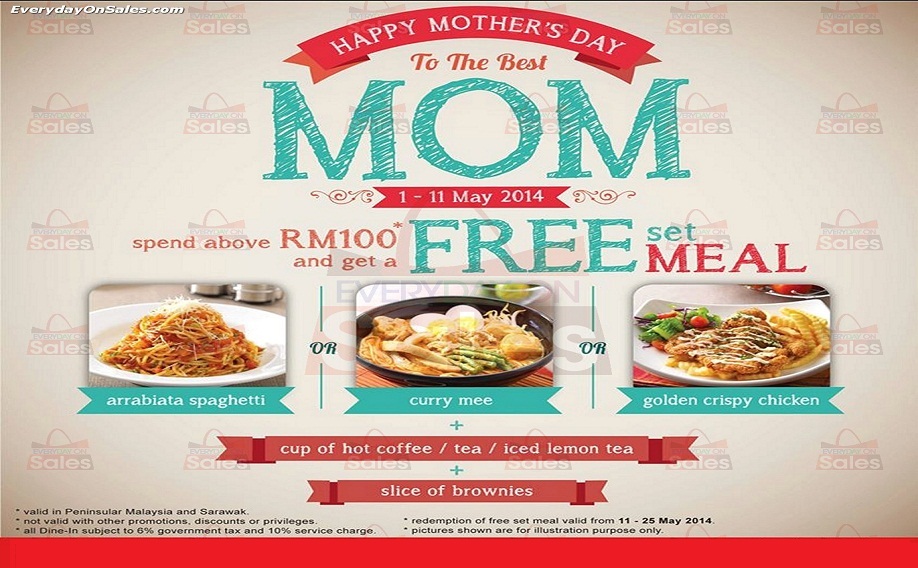 EverydayOnSales.com
HAPPY MOTHER'S DAY
To The Best
MOM
1 - 11 May 2014
spend above RM100* and get a FREE set MEAL
EVERYDAY ON
Sales
OR
OR
arrabiata spaghetti
curry mee
golden crispy chicken
+
cup of hot coffee / tea / iced lemon tea
+
slice of brownies
* valid in Peninsular Malaysia and Sarawak.
* not valid with other promotions, discounts or privileges.
* all Dine-In subject to 6% government tax and 10% service charge.
* redemption of free set meal valid from 11 - 25 May 2014.
* pictures shown are for illustration purpose only.